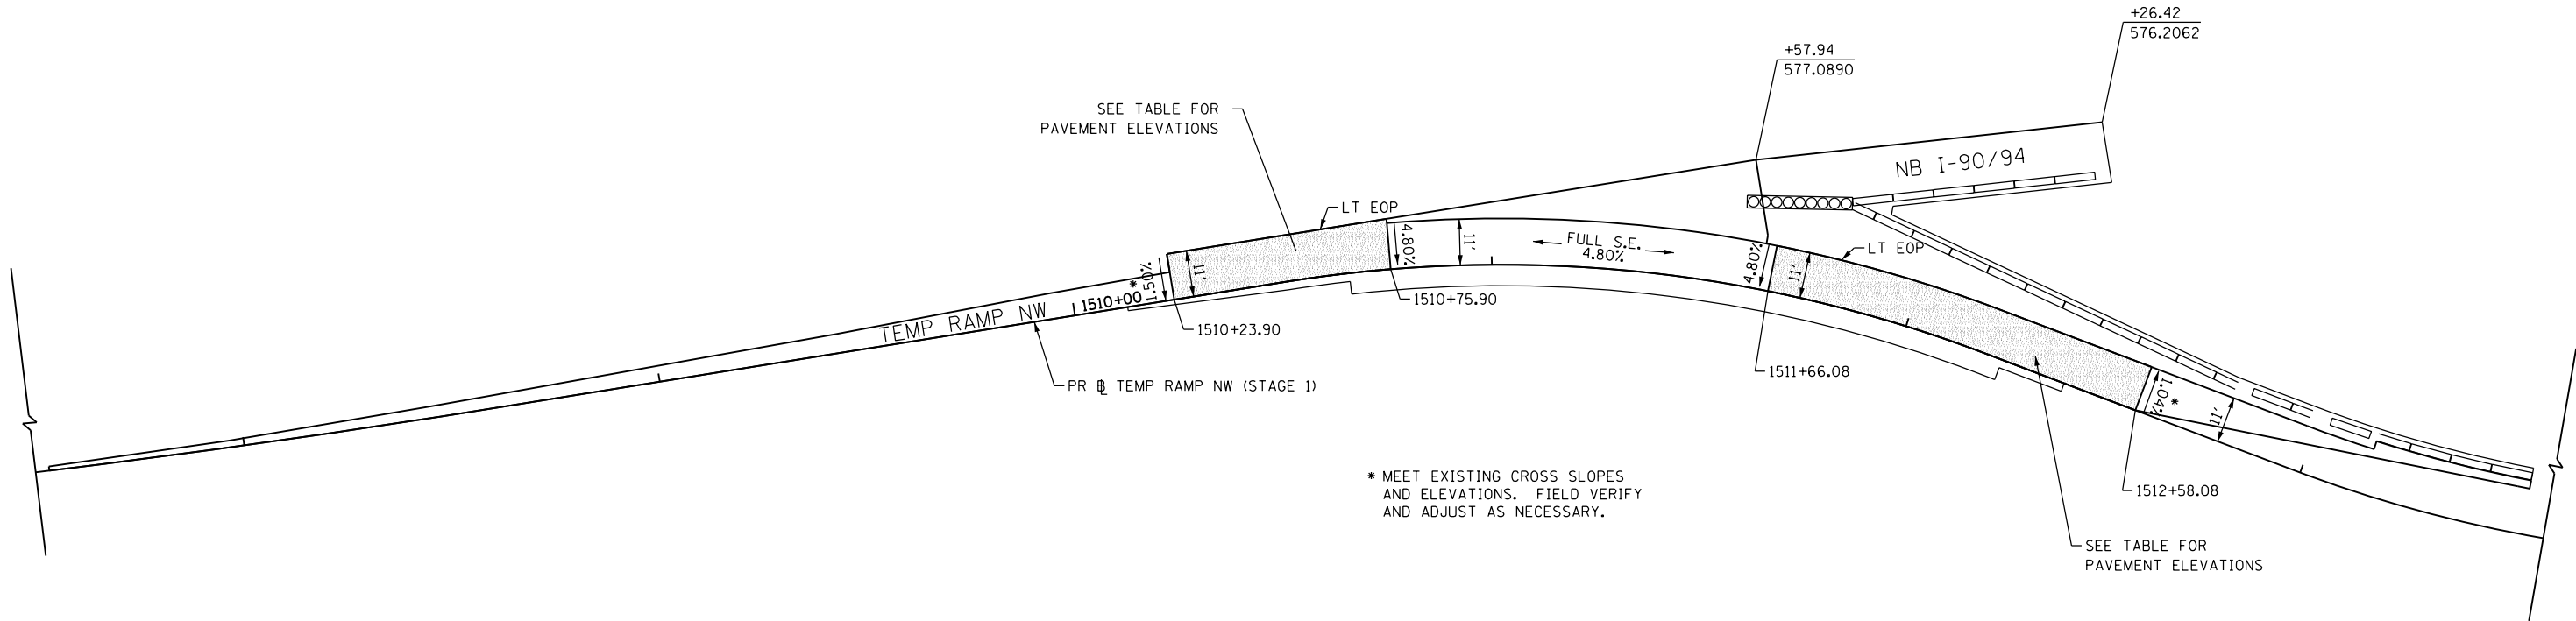 +26.42
576.2062
+57.94
577.0890
SEE TABLE FOR
PAVEMENT ELEVATIONS
NB I-90/94
LT EOP
4.80%
11'
FULL S.E.
4.80%
4.80%
LT EOP
11'
11'
*
1.50%
1510+00
TEMP RAMP NW
1510+75.90
1510+23.90
1511+66.08
PR BL TEMP RAMP NW (STAGE 1)
1.04%
*
11'
* MEET EXISTING CROSS SLOPES
AND ELEVATIONS. FIELD VERIFY
AND ADJUST AS NECESSARY.
1512+58.08
SEE TABLE FOR
PAVEMENT ELEVATIONS